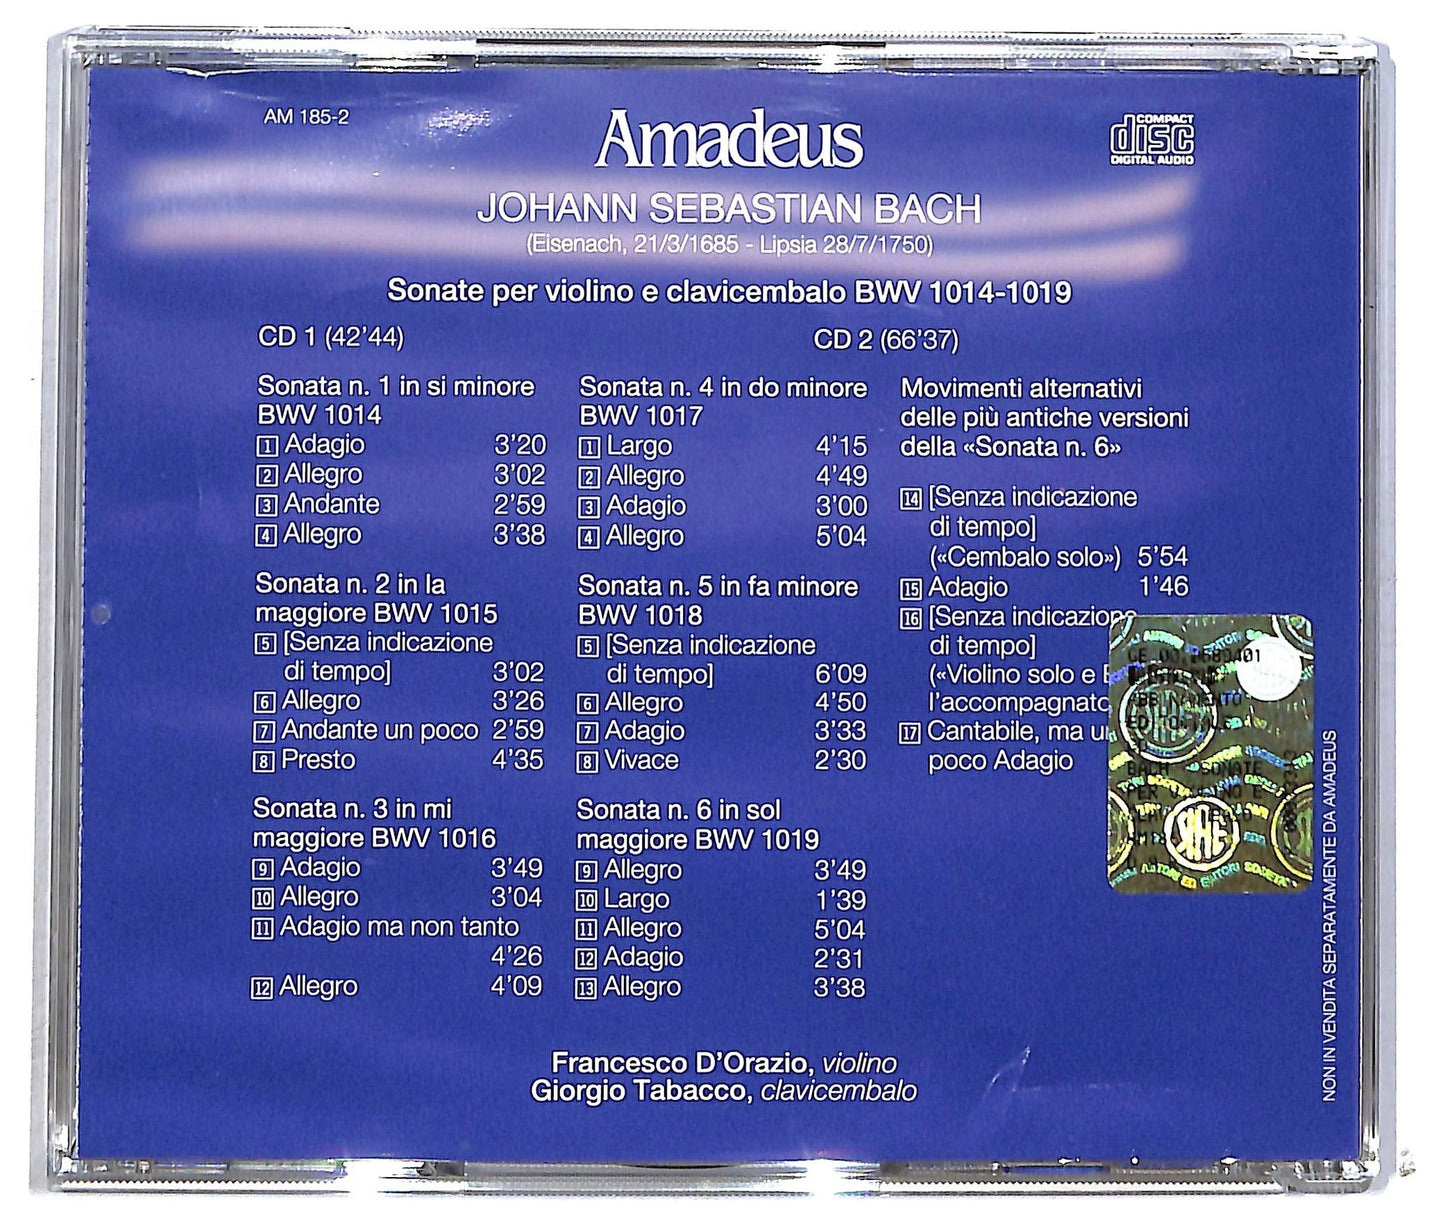 AM 185-2
Amadeus
COMPACT
disc
DIGITAL AUDIO
JOHANN SEBASTIAN BACH
(Eisenach, 21/3/1685 - Lipsia 28/7/1750)
Sonate per violino e clavicembalo BWV 1014-1019
CD 1 (42'44)
Sonata n. 1 in si minore
BWV 1014
1 Adagio 3'20
2 Allegro 3'02
3 Andante 2'59
4 Allegro 3'38
Sonata n. 2 in la
maggiore BWV 1015
5 [Senza indicazione
di tempo] 3'02
6 Allegro 3'26
7 Andante un poco 2'59
8 Presto 4'35
Sonata n. 3 in mi
maggiore BWV 1016
9 Adagio 3'49
10 Allegro 3'04
11 Adagio ma non tanto
4'26
12 Allegro 4'09
CD 2 (66'37)
Sonata n. 4 in do minore
BWV 1017
1 Largo 4'15
2 Allegro 4'49
3 Adagio 3'00
4 Allegro 5'04
Sonata n. 5 in fa minore
BWV 1018
5 [Senza indicazione
di tempo] 6'09
6 Allegro 4'50
7 Adagio 3'33
8 Vivace 2'30
Sonata n. 6 in sol
maggiore BWV 1019
9 Allegro 3'49
10 Largo 1'39
11 Allegro 5'04
12 Adagio 2'31
13 Allegro 3'38
Movimenti alternativi
delle più antiche versioni
della «Sonata n. 6»
14 [Senza indicazione
di tempo]
(«Cembalo solo») 5'54
15 Adagio 1'46
16 [Senza indicazione
di tempo]
(«Violino solo e
l'accompagnato
17 Cantabile, ma un
poco Adagio
BACH SONATE
SIAE
NON IN VENDITA SEPARATAMENTE DA AMADEUS
Francesco D'Orazio, violino
Giorgio Tabacco, clavicembalo